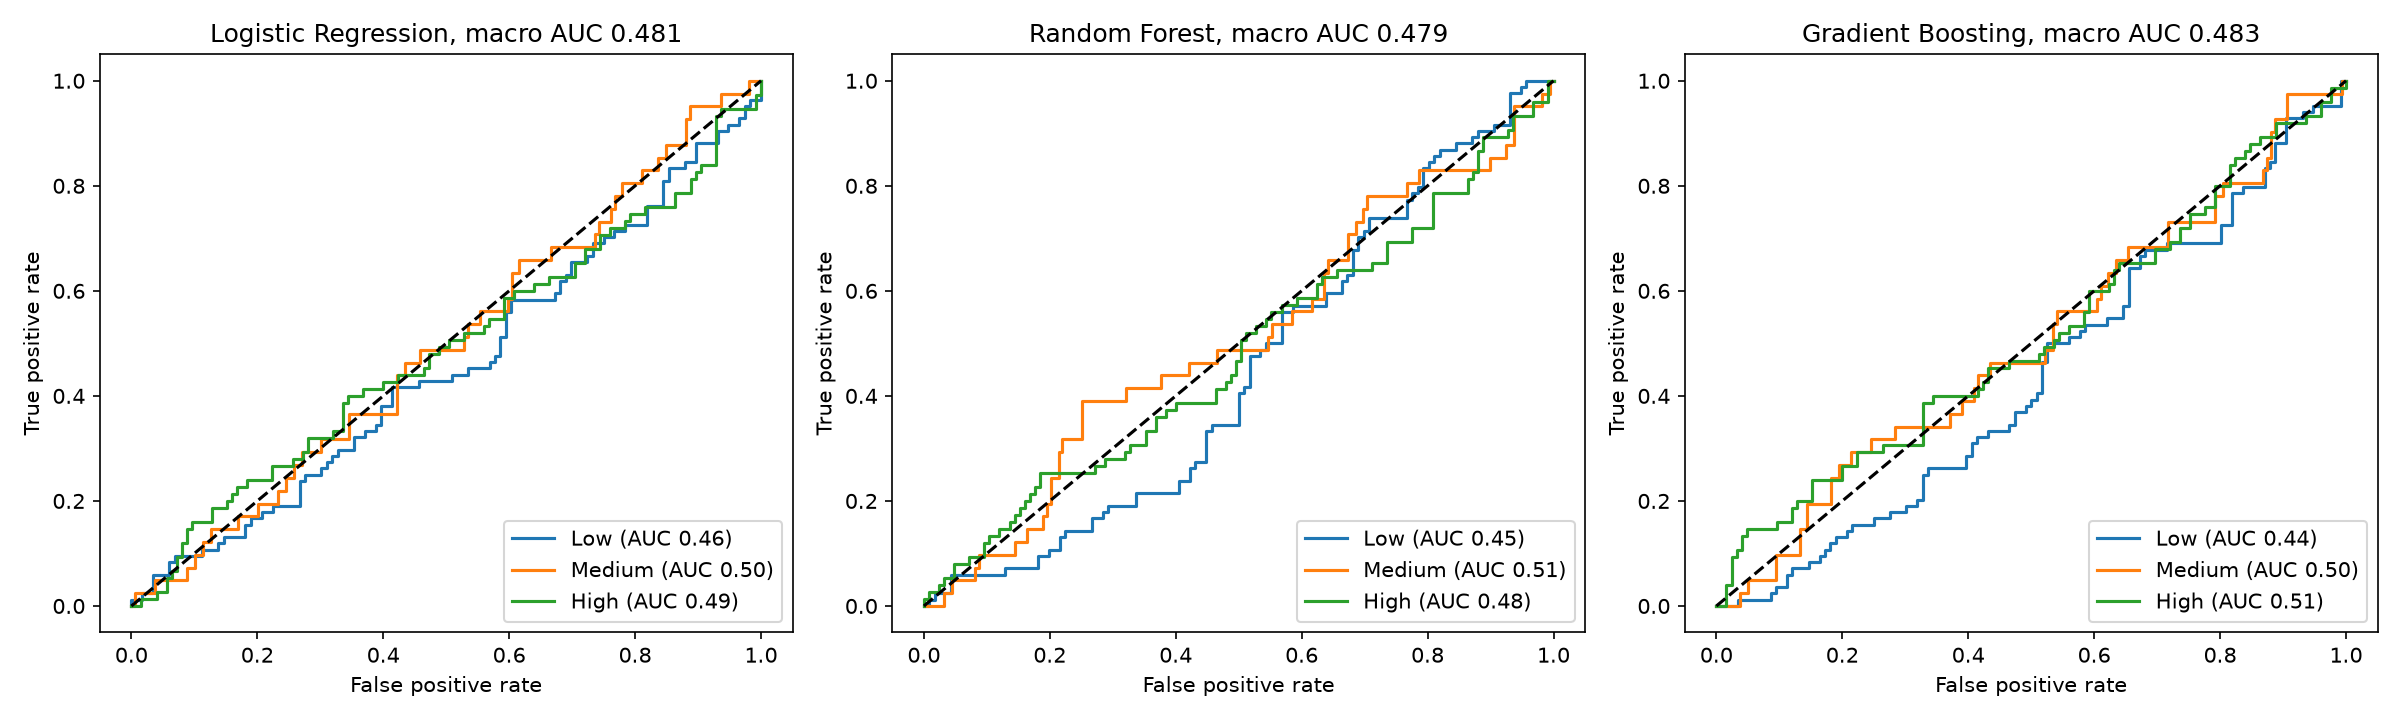 Logistic Regression, macro AUC 0.481
True positive rate
1.0
0.8
0.6
0.4
0.2
0.0
Low (AUC 0.46)
Medium (AUC 0.50)
High (AUC 0.49)
0.0 0.2 0.4 0.6 0.8 1.0
False positive rate
Random Forest, macro AUC 0.479
True positive rate
1.0
0.8
0.6
0.4
0.2
0.0
Low (AUC 0.45)
Medium (AUC 0.51)
High (AUC 0.48)
0.0 0.2 0.4 0.6 0.8 1.0
False positive rate
Gradient Boosting, macro AUC 0.483
True positive rate
1.0
0.8
0.6
0.4
0.2
0.0
Low (AUC 0.44)
Medium (AUC 0.50)
High (AUC 0.51)
0.0 0.2 0.4 0.6 0.8 1.0
False positive rate